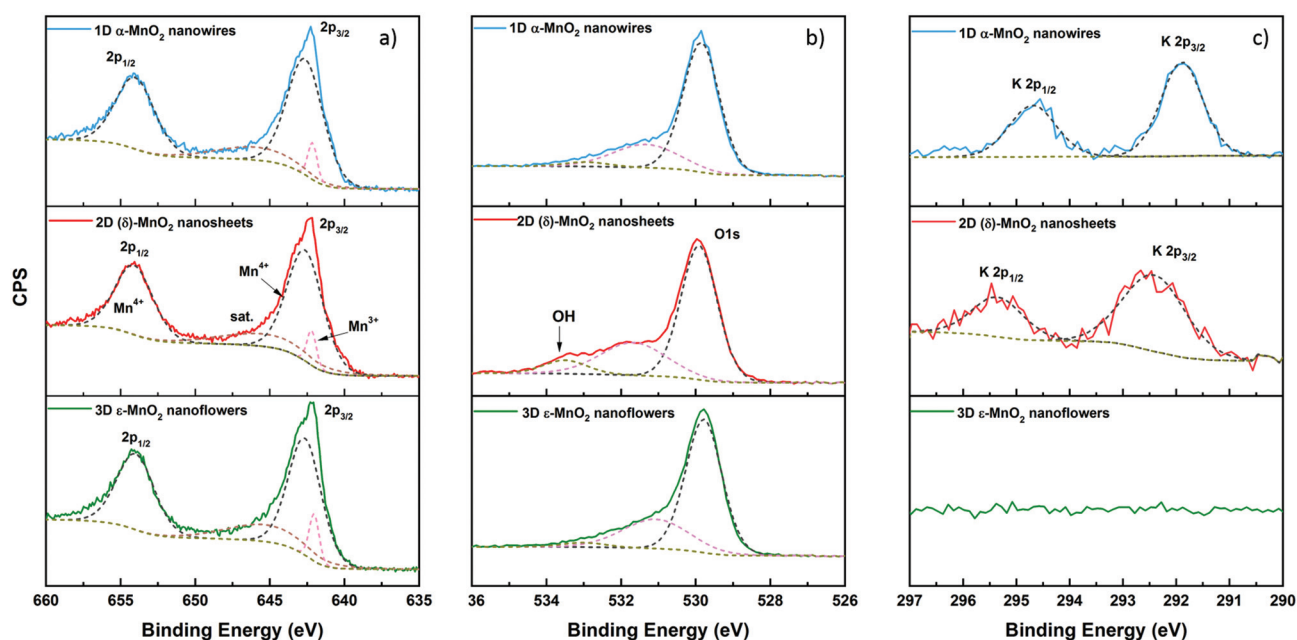 CPS
1D α-MnO₂ nanowires
2p₃/₂
a)
2p₁/₂
2D (δ)-MnO₂ nanosheets
2p₃/₂
2p₁/₂
Mn⁴⁺
Mn⁴⁺
sat.
Mn³⁺
3D ε-MnO₂ nanoflowers
2p₃/₂
2p₁/₂
660 655 650 645 640 635
Binding Energy (eV)
1D α-MnO₂ nanowires
b)
2D (δ)-MnO₂ nanosheets
O1s
OH
3D ε-MnO₂ nanoflowers
36 534 532 530 528 526
Binding Energy (eV)
1D α-MnO₂ nanowires
c)
K 2p₃/₂
K 2p₁/₂
2D (δ)-MnO₂ nanosheets
K 2p₃/₂
K 2p₁/₂
3D ε-MnO₂ nanoflowers
297 296 295 294 293 292 291 290
Binding Energy (eV)